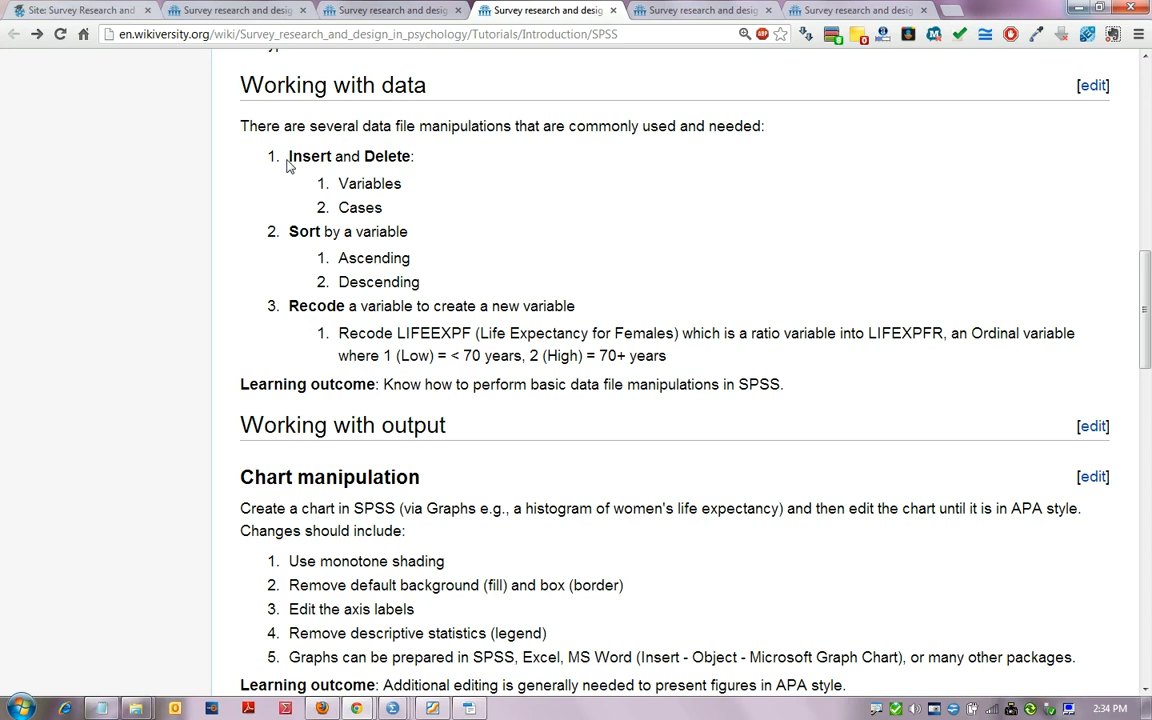 Site: Survey Research and
Survey research and desig
Survey research and desig
Survey research and desig
Survey research and desig
Survey research and desig
en.wikiversity.org/wiki/Survey_research_and_design_in_psychology/Tutorials/Introduction/SPSS
Working with data [edit]
There are several data file manipulations that are commonly used and needed:
1. Insert and Delete:
1. Variables
2. Cases
2. Sort by a variable
1. Ascending
2. Descending
3. Recode a variable to create a new variable
1. Recode LIFEEXPF (Life Expectancy for Females) which is a ratio variable into LIFEXPFR, an Ordinal variable
where 1 (Low) = < 70 years, 2 (High) = 70+ years
Learning outcome: Know how to perform basic data file manipulations in SPSS.
Working with output [edit]
Chart manipulation [edit]
Create a chart in SPSS (via Graphs e.g., a histogram of women's life expectancy) and then edit the chart until it is in APA style.
Changes should include:
1. Use monotone shading
2. Remove default background (fill) and box (border)
3. Edit the axis labels
4. Remove descriptive statistics (legend)
5. Graphs can be prepared in SPSS, Excel, MS Word (Insert - Object - Microsoft Graph Chart), or many other packages.
Learning outcome: Additional editing is generally needed to present figures in APA style.
2:34 PM